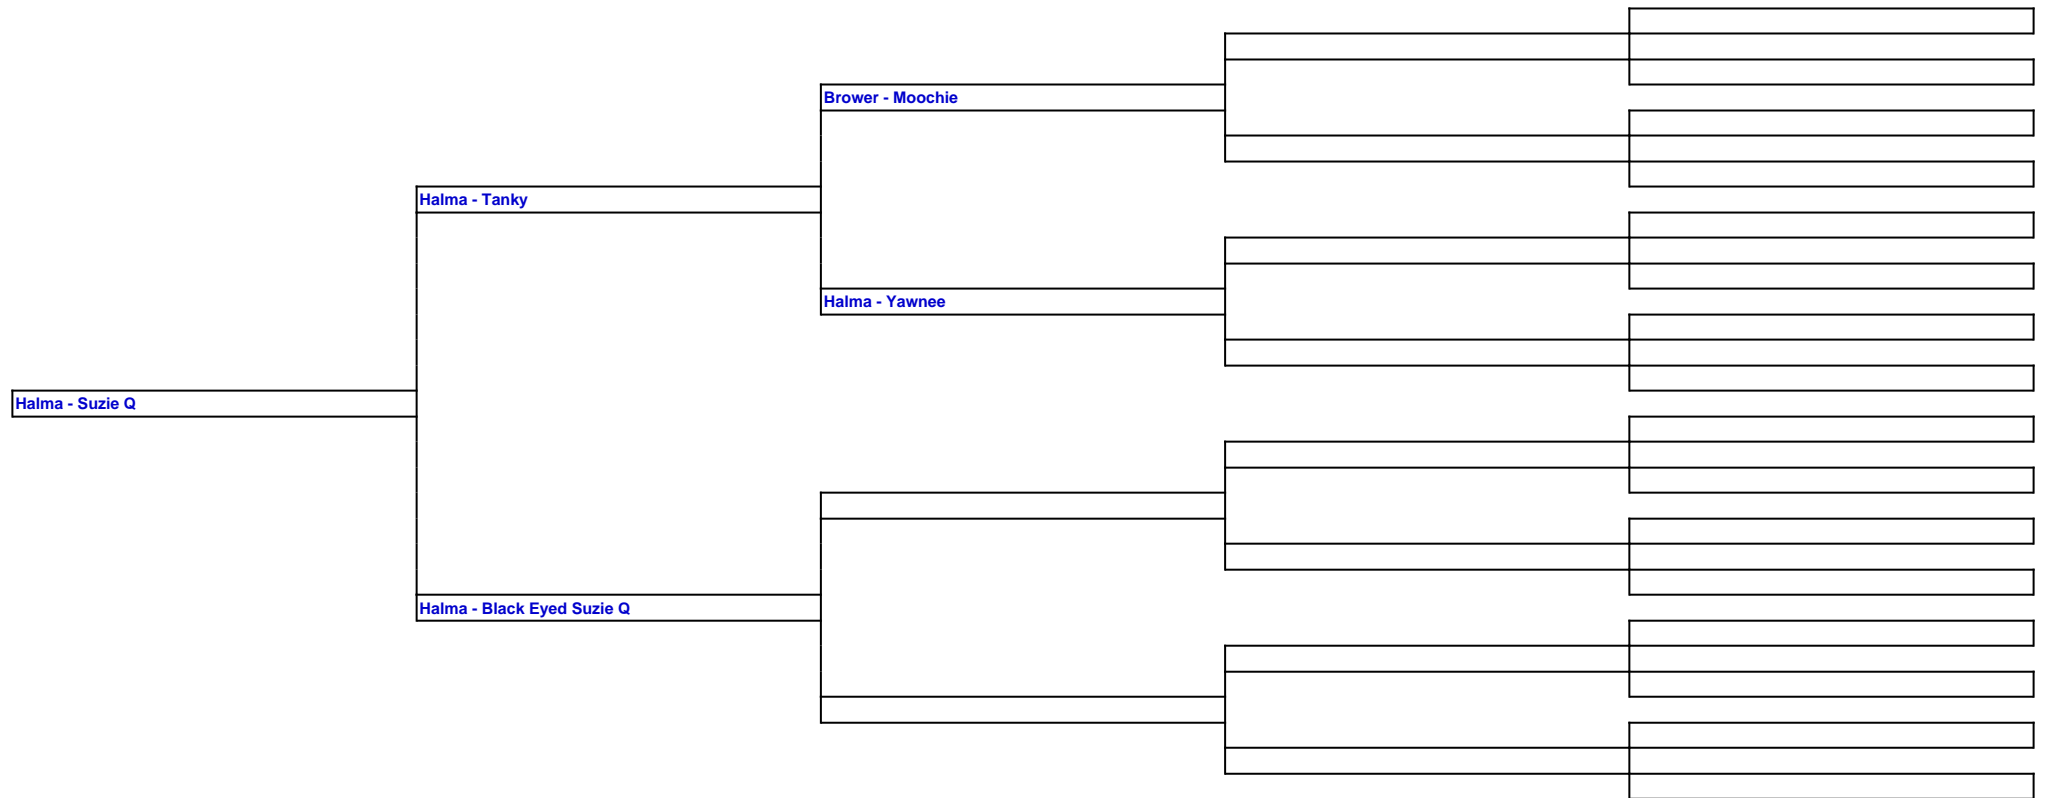 Brower - Moochie
Halma - Tanky
Halma - Yawnee
Halma - Suzie Q
Halma - Black Eyed Suzie Q